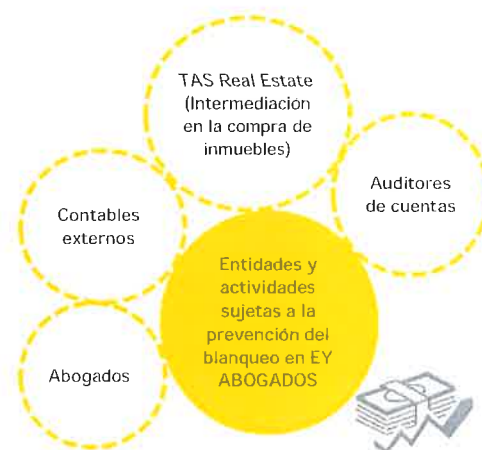 TAS Real Estate
(Intermediación
en la compra de
inmuebles)
Auditores
de cuentas
Contables
externos
Entidades y
actividades
sujetas a la
prevención del
blanqueo en EY
ABOGADOS
Abogados